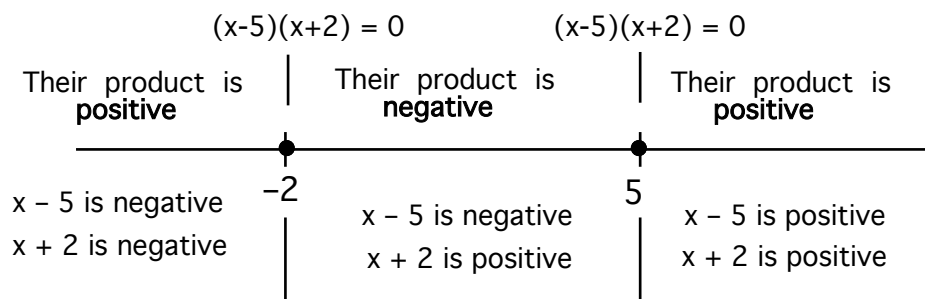 (x-5)(x+2) = 0
(x-5)(x+2) = 0
Their product is
positive
Their product is
negative
Their product is
positive
–2
5
x – 5 is negative
x + 2 is negative
x – 5 is negative
x + 2 is positive
x – 5 is positive
x + 2 is positive